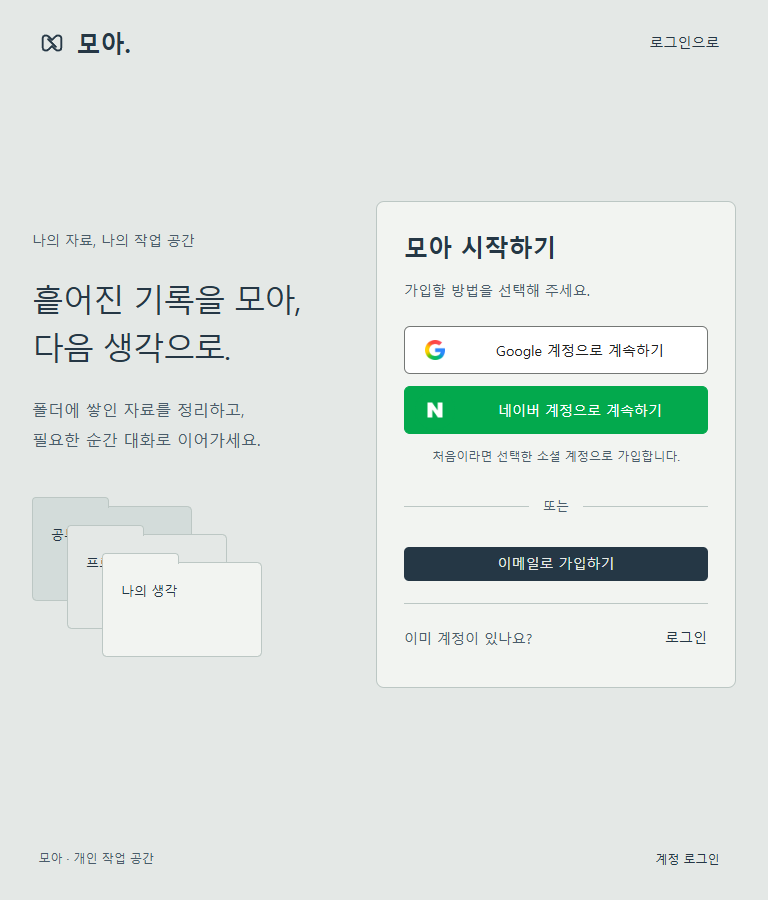 모아.
로그인으로
나의 자료, 나의 작업 공간
흩어진 기록을 모아,
다음 생각으로.
폴더에 쌓인 자료를 정리하고,
필요한 순간 대화로 이어가세요.
나의 생각
모아 시작하기
가입할 방법을 선택해 주세요.
Google 계정으로 계속하기
네이버 계정으로 계속하기
처음이라면 선택한 소셜 계정으로 가입합니다.
또는
이메일로 가입하기
이미 계정이 있나요?
로그인
모아 · 개인 작업 공간
계정 로그인